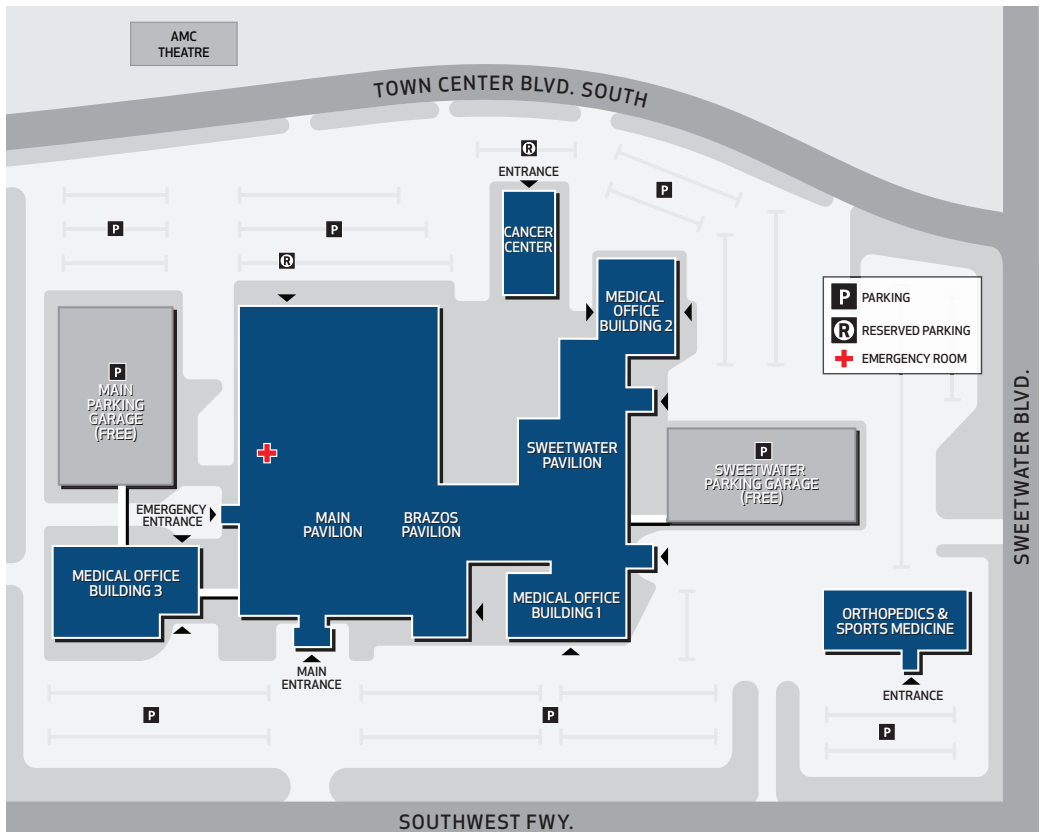 AMC
THEATRE
TOWN CENTER BLVD. SOUTH
R
ENTRANCE
P
P
P
CANCER
CENTER
R
MEDICAL
OFFICE
BUILDING 2
P PARKING
R RESERVED PARKING
EMERGENCY ROOM
P
MAIN
PARKING
GARAGE
(FREE)
SWEETWATER BLVD.
SWEETWATER
PAVILION
P
SWEETWATER
PARKING GARAGE
(FREE)
EMERGENCY
ENTRANCE
MAIN
PAVILION
BRAZOS
PAVILION
MEDICAL OFFICE
BUILDING 3
MEDICAL OFFICE
BUILDING 1
ORTHOPEDICS &
SPORTS MEDICINE
MAIN
ENTRANCE
ENTRANCE
P
P
P
SOUTHWEST FWY.